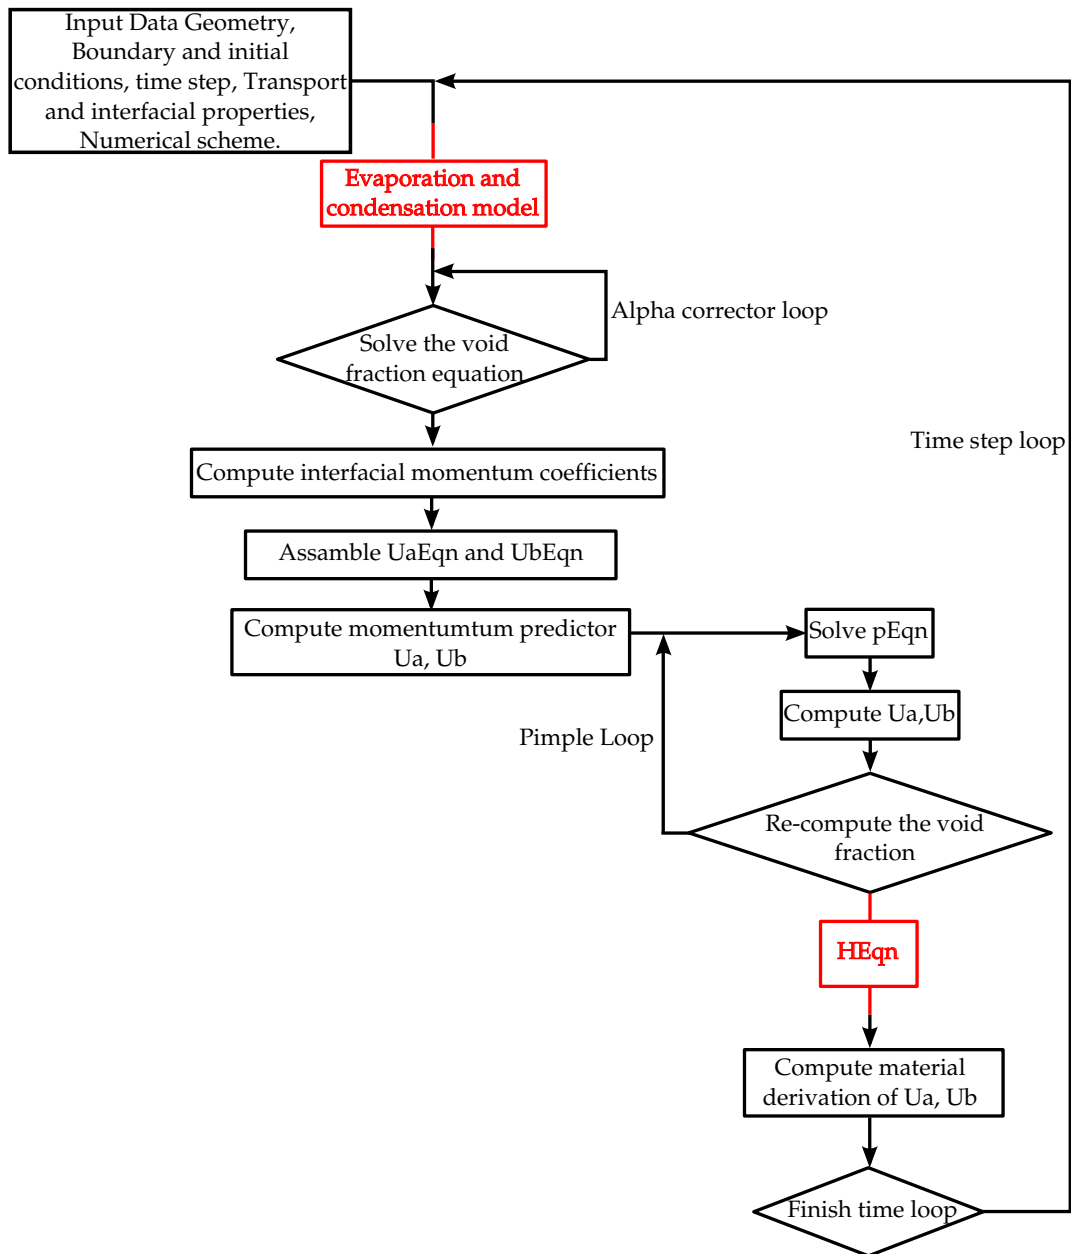 Input Data Geometry,
Boundary and initial
conditions, time step, Transport
and interfacial properties,
Numerical scheme.
Evaporation and
condensation model
Alpha corrector loop
Solve the void
fraction equation
Time step loop
Compute interfacial momentum coefficients
Assamble UaEqn and UbEqn
Compute momentumtum predictor
Ua, Ub
Solve pEqn
Compute Ua,Ub
Pimple Loop
Re-compute the void
fraction
HEqn
Compute material
derivation of Ua, Ub
Finish time loop